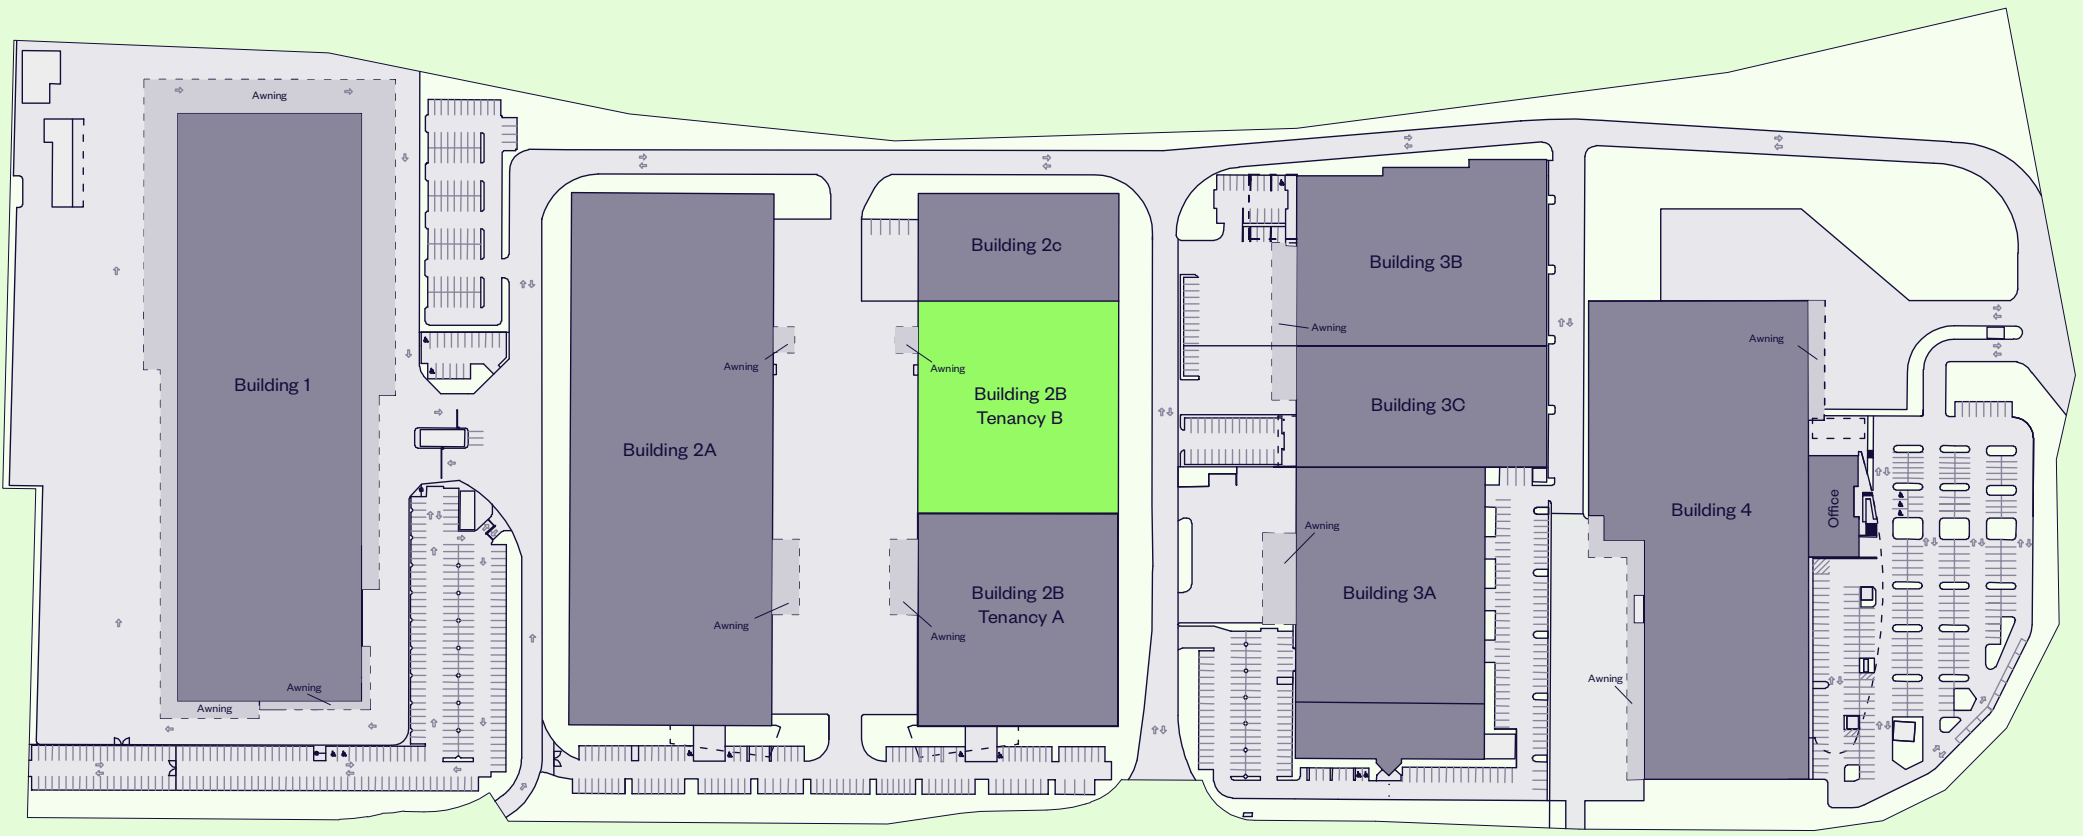 Awning
Building 1
Awning
Awning
Building 2A
Awning
Awning
Building 2c
Awning
Building 2B
Tenancy B
Building 2B
Tenancy A
Awning
Building 3B
Awning
Building 3C
Awning
Building 3A
Awning
Building 4
Office
Awning